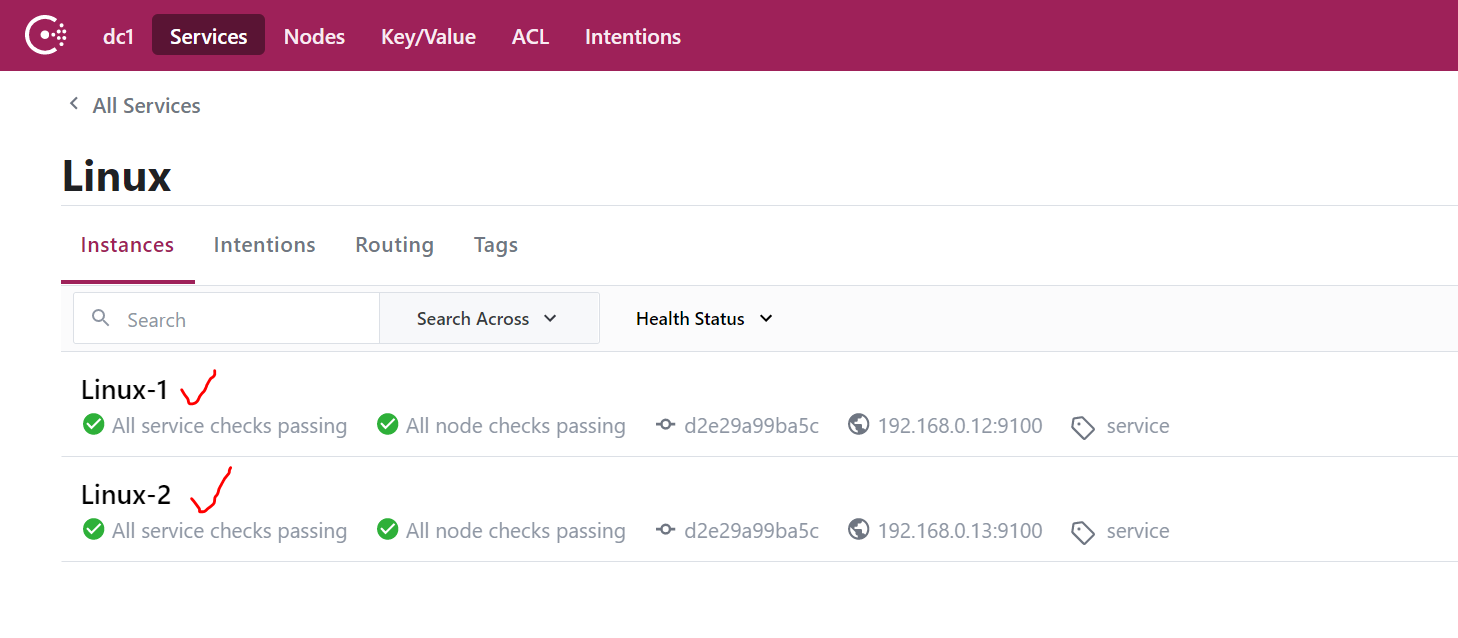 dc1 Services Nodes Key/Value ACL Intentions
All Services
Linux
Instances Intentions Routing Tags
Search Search Across Health Status
Linux-1
All service checks passing All node checks passing d2e29a99ba5c 192.168.0.12:9100 service
Linux-2
All service checks passing All node checks passing d2e29a99ba5c 192.168.0.13:9100 service